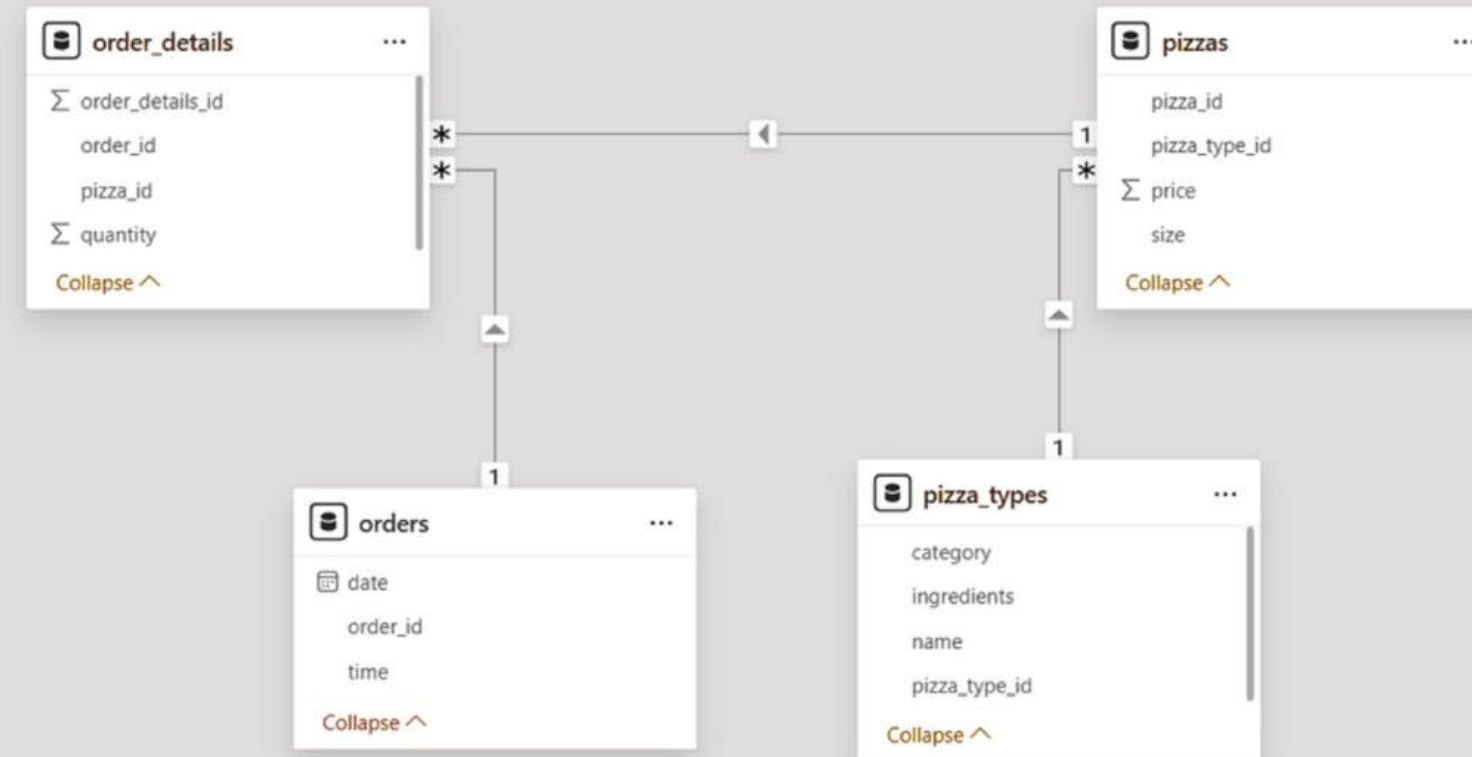 order_details
...
Σ order_details_id
order_id
pizza_id
Σ quantity
Collapse
*
*
1
1
*
pizzas
...
pizza_id
pizza_type_id
Σ price
size
Collapse
1
orders
...
date
order_id
time
Collapse
pizza_types
...
category
ingredients
name
pizza_type_id
Collapse